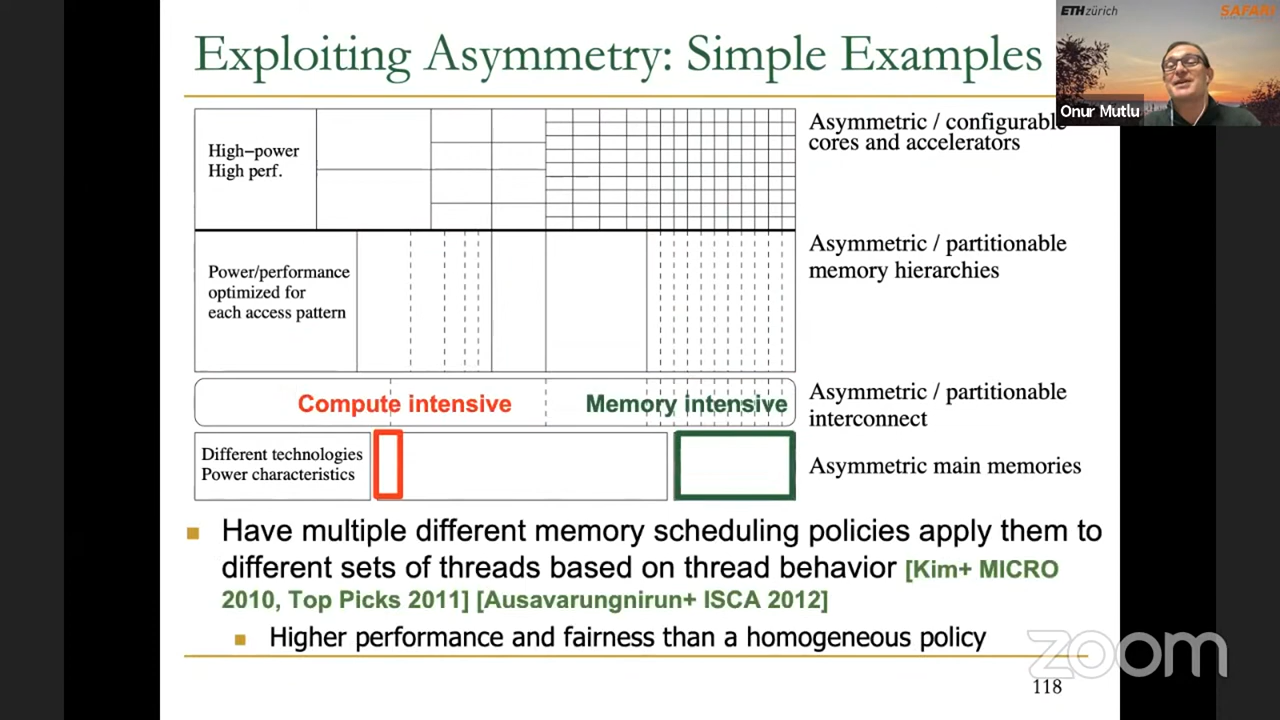 Exploiting Asymmetry: Simple Examples
ETHzürich
SAFARI
Onur Mutlu
High-power
High perf.
Asymmetric / configurable
cores and accelerators
Power/performance
optimized for
each access pattern
Asymmetric / partitionable
memory hierarchies
Compute intensive
Memory intensive
Asymmetric / partitionable
interconnect
Different technologies
Power characteristics
Asymmetric main memories
Have multiple different memory scheduling policies apply them to
different sets of threads based on thread behavior [Kim+ MICRO
2010, Top Picks 2011] [Ausavarungnirun+ ISCA 2012]
Higher performance and fairness than a homogeneous policy
zoom
118